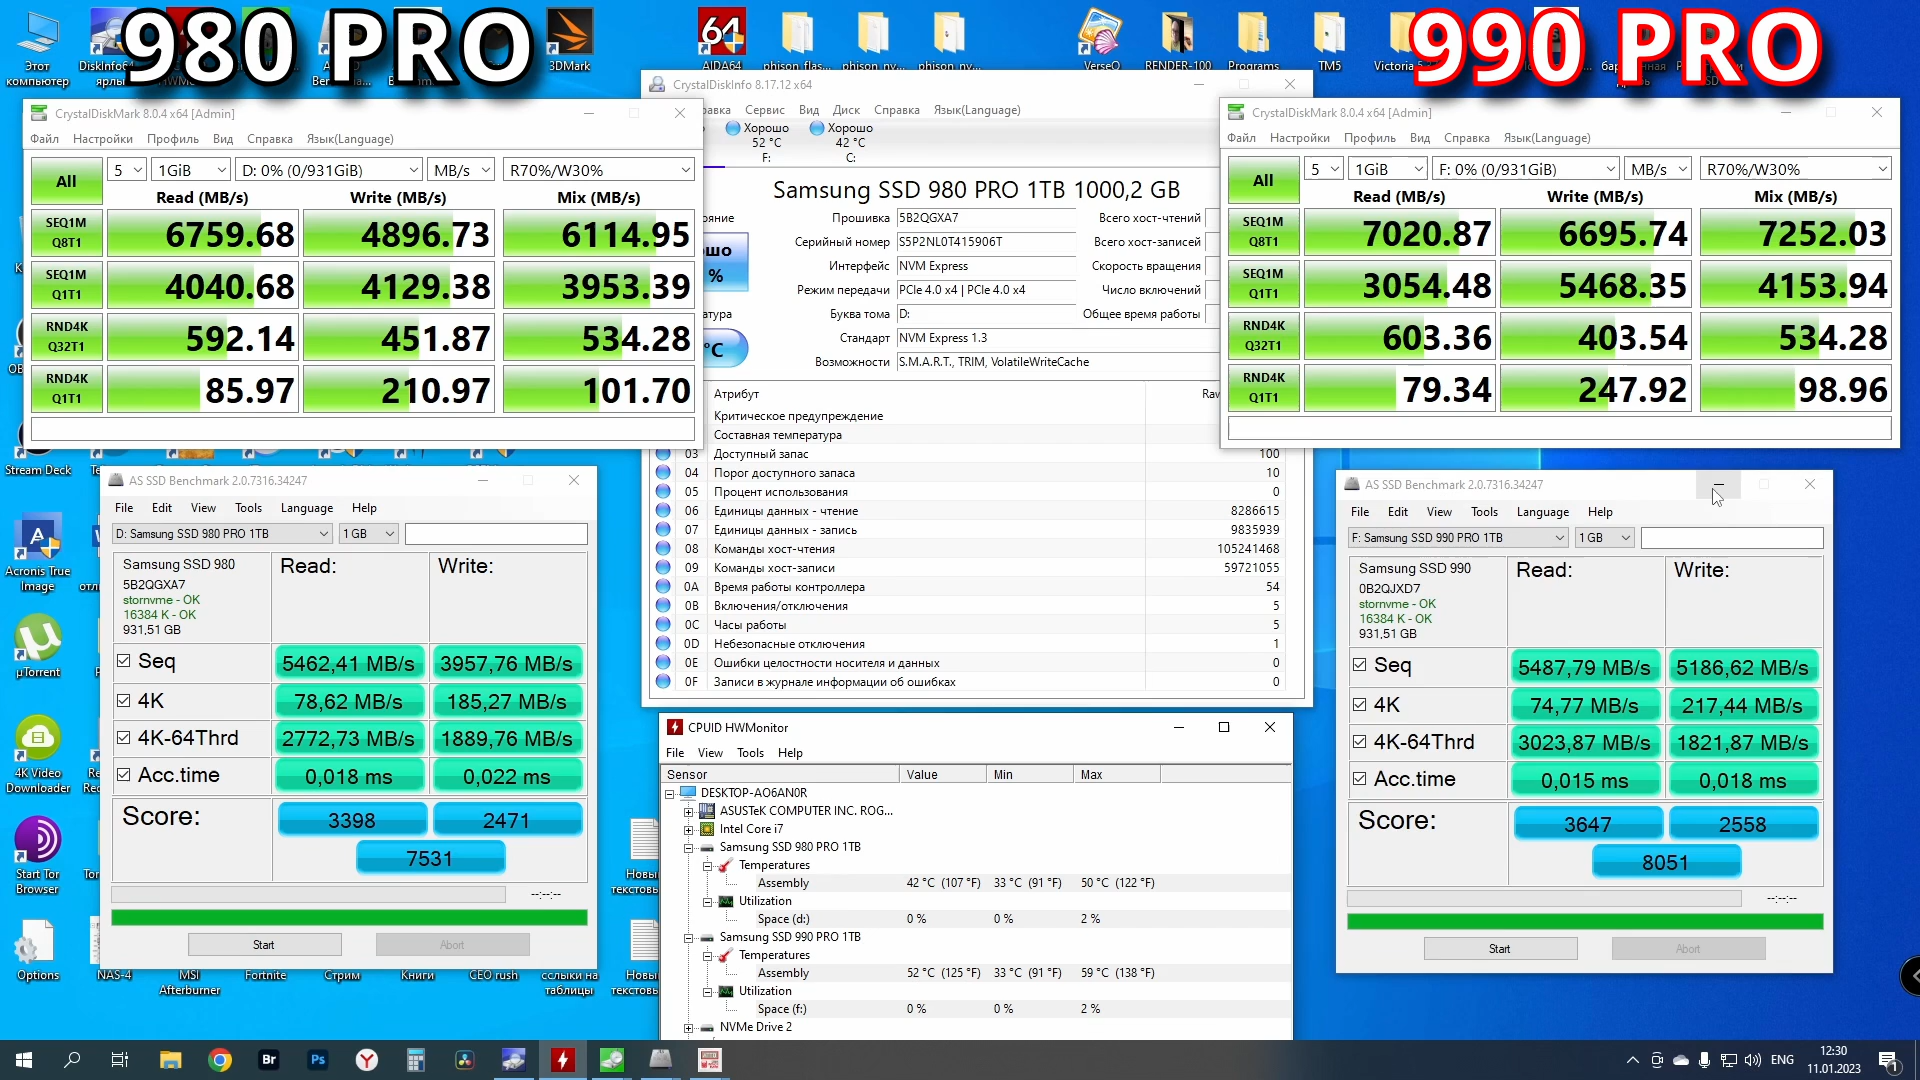 980 PRO
990 PRO
Этот компьютер
3DMark
AIDA64
phison_flas...
phison_nv...
phison_nv...
VerseQ
RENDER-100
Programs
TM5
CrystalDiskMark 8.0.4 x64 [Admin]
Файл Настройки Профиль Вид Справка Язык(Language)
All 5 1GiB D: 0% (0/931GiB) MB/s R70%/W30%
Read (MB/s) Write (MB/s) Mix (MB/s)
SEQ1M Q8T1 6759.68 4896.73 6114.95
SEQ1M Q1T1 4040.68 4129.38 3953.39
RND4K Q32T1 592.14 451.87 534.28
RND4K Q1T1 85.97 210.97 101.70
CrystalDiskInfo 8.17.12 x64
Сервис Вид Диск Справка Язык(Language)
Хорошо 52 °C F:
Хорошо 42 °C C:
Samsung SSD 980 PRO 1TB 1000,2 GB
Прошивка 5B2QGXA7 Всего хост-чтений
Серийный номер S5P2NL0T415906T Всего хост-записей
Интерфейс NVM Express Скорость вращения
Режим передачи PCIe 4.0 x4 | PCIe 4.0 x4 Число включений
Буква тома D: Общее время работы
Стандарт NVM Express 1.3
Возможности S.M.A.R.T., TRIM, VolatileWriteCache
%
°C
Атрибут
Критическое предупреждение
Составная температура
03 Доступный запас 100
04 Порог доступного запаса 10
05 Процент использования 0
06 Единицы данных - чтение 8286615
07 Единицы данных - запись 9835939
08 Команды хост-чтения 105241468
09 Команды хост-записи 59721055
0A Время работы контроллера 54
0B Включения/отключения 5
0C Часы работы 5
0D Небезопасные отключения 1
0E Ошибки целостности носителя и данных 0
0F Записи в журнале информации об ошибках 0
CrystalDiskMark 8.0.4 x64 [Admin]
Файл Настройки Профиль Вид Справка Язык(Language)
All 5 1GiB F: 0% (0/931GiB) MB/s R70%/W30%
Read (MB/s) Write (MB/s) Mix (MB/s)
SEQ1M Q8T1 7020.87 6695.74 7252.03
SEQ1M Q1T1 3054.48 5468.35 4153.94
RND4K Q32T1 603.36 403.54 534.28
RND4K Q1T1 79.34 247.92 98.96
Stream Deck
Acronis True Image
µTorrent
4K Video Downloader
Start Tor Browser
Options
NAS-4
MSI Afterburner
Fortnite
Стрим
Книги
CEO rush
сслыки на таблицы
AS SSD Benchmark 2.0.7316.34247
File Edit View Tools Language Help
D: Samsung SSD 980 PRO 1TB 1 GB
Samsung SSD 980 Read: Write:
5B2QGXA7
stornvme - OK
16384 K - OK
931,51 GB
Seq 5462,41 MB/s 3957,76 MB/s
4K 78,62 MB/s 185,27 MB/s
4K-64Thrd 2772,73 MB/s 1889,76 MB/s
Acc.time 0,018 ms 0,022 ms
Score: 3398 2471
7531
--:--:--
Start Abort
CPUID HWMonitor
File View Tools Help
Sensor Value Min Max
DESKTOP-AO6AN0R
ASUSTeK COMPUTER INC. ROG...
Intel Core i7
Samsung SSD 980 PRO 1TB
Temperatures
Assembly 42 °C (107 °F) 33 °C (91 °F) 50 °C (122 °F)
Utilization
Space (d:) 0 % 0 % 2 %
Samsung SSD 990 PRO 1TB
Temperatures
Assembly 52 °C (125 °F) 33 °C (91 °F) 59 °C (138 °F)
Utilization
Space (f:) 0 % 0 % 2 %
NVMe Drive 2
AS SSD Benchmark 2.0.7316.34247
File Edit View Tools Language Help
F: Samsung SSD 990 PRO 1TB 1 GB
Samsung SSD 990 Read: Write:
0B2QJXD7
stornvme - OK
16384 K - OK
931,51 GB
Seq 5487,79 MB/s 5186,62 MB/s
4K 74,77 MB/s 217,44 MB/s
4K-64Thrd 3023,87 MB/s 1821,87 MB/s
Acc.time 0,015 ms 0,018 ms
Score: 3647 2558
8051
--:--:--
Start Abort
Br Ps
ENG
12:30
11.01.2023
1